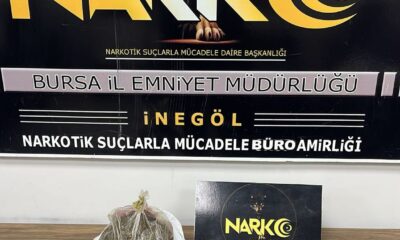 NARKO
NARKOTİK SUÇLARLA MÜCADELE DAİRE BAŞKANLIĞI
BURSA İL EMNİYET MÜDÜRLÜĞÜ
İNEGÖL
NARKOTİK SUÇLARLA MÜCADELE BÜRO AMİRLİĞİ
NARKO